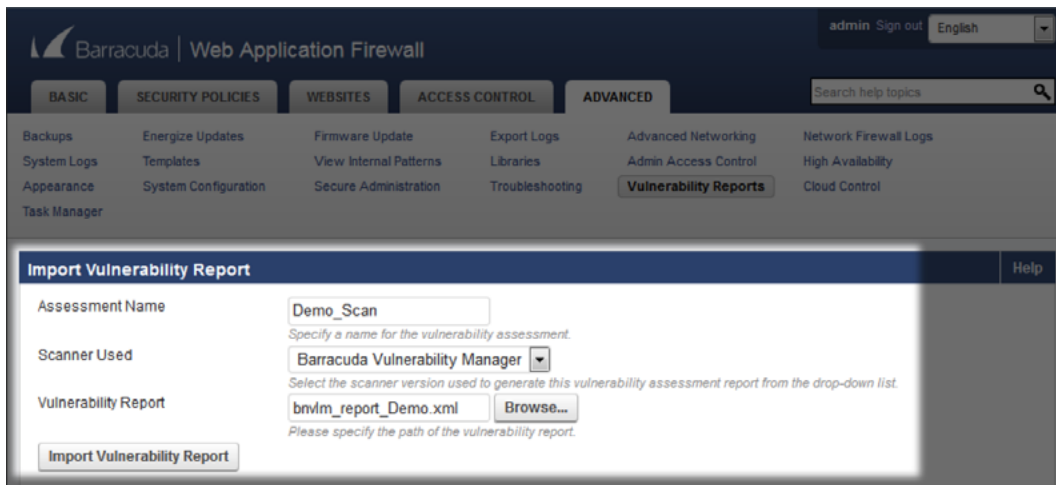 admin Sign out English
Barracuda | Web Application Firewall
BASIC SECURITY POLICIES WEBSITES ACCESS CONTROL ADVANCED Search help topics
Backups Energize Updates Firmware Update Export Logs Advanced Networking Network Firewall Logs
System Logs Templates View Internal Patterns Libraries Admin Access Control High Availability
Appearance System Configuration Secure Administration Troubleshooting Vulnerability Reports Cloud Control
Task Manager
Import Vulnerability Report Help
Assessment Name Demo_Scan
Specify a name for the vulnerability assessment.
Scanner Used Barracuda Vulnerability Manager
Select the scanner version used to generate this vulnerability assessment report from the drop-down list.
Vulnerability Report bnvlm_report_Demo.xml Browse...
Please specify the path of the vulnerability report.
Import Vulnerability Report